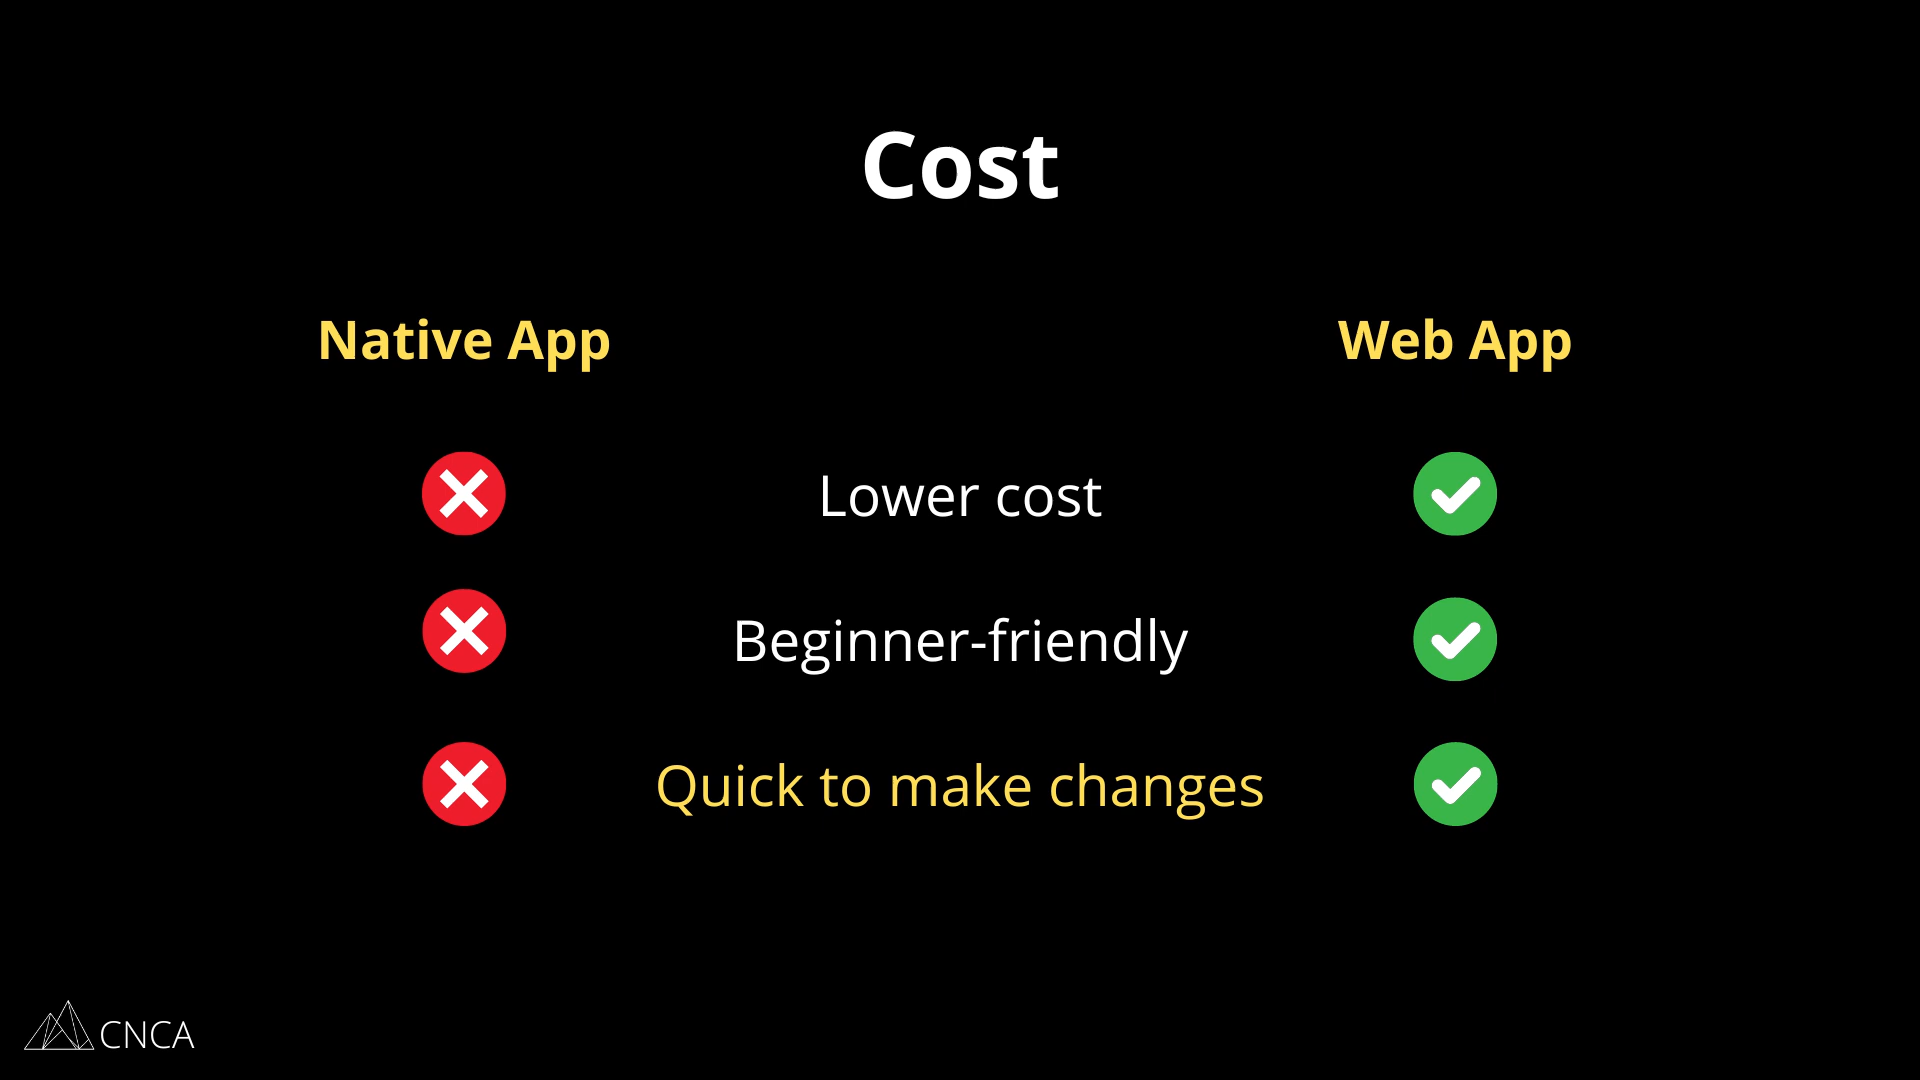 Cost
Native App
Web App
Lower cost
Beginner-friendly
Quick to make changes
CNCA